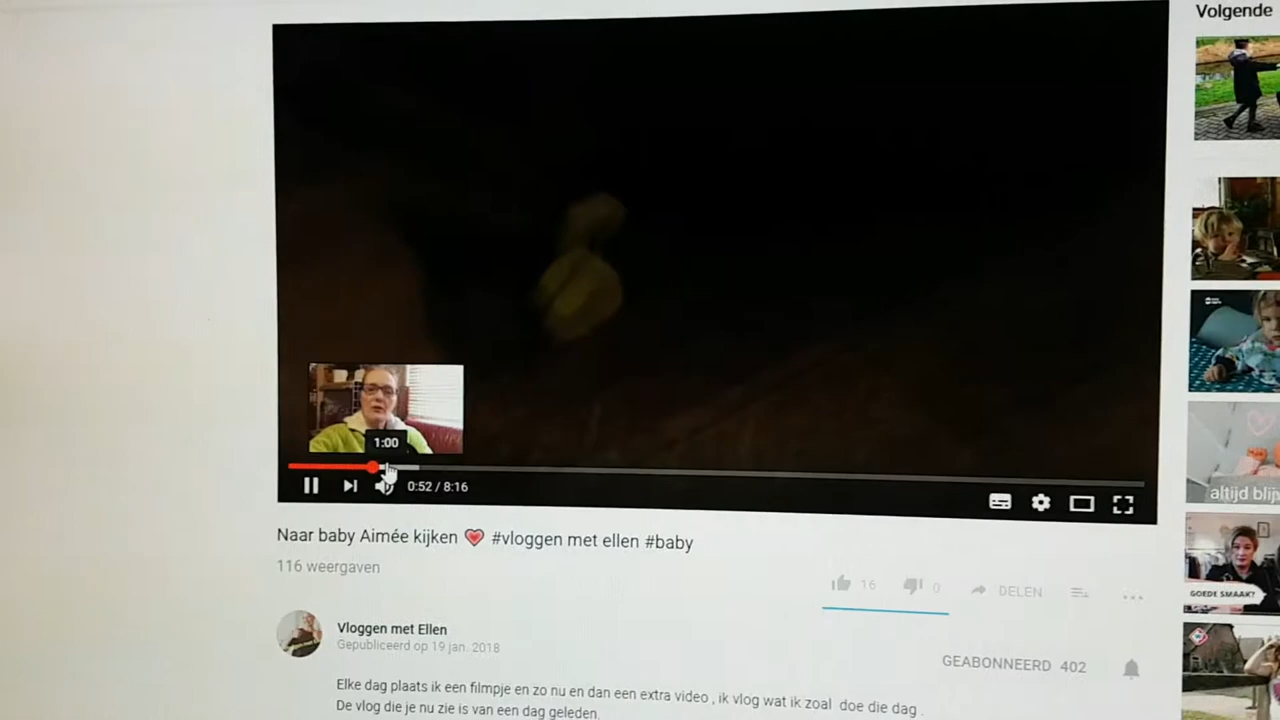 Volgende
1:00
0:52 / 8:16
Naar baby Aimée kijken ❤ #vloggen met ellen #baby
116 weergaven
16
0
DELEN
altijd blij
GOEDE SMAAK?
Vloggen met Ellen
Gepubliceerd op 19 jan. 2018
GEABONNEERD 402
Elke dag plaats ik een filmpje en zo nu en dan een extra video , ik vlog wat ik zoal doe die dag .
De vlog die je nu zie is van een dag geleden.